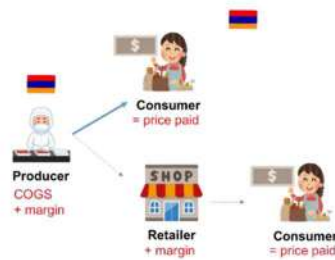 $
Consumer
= price paid
Producer
COGS
+ margin
SHOP
$
Retailer
+ margin
Consumer
= price paid